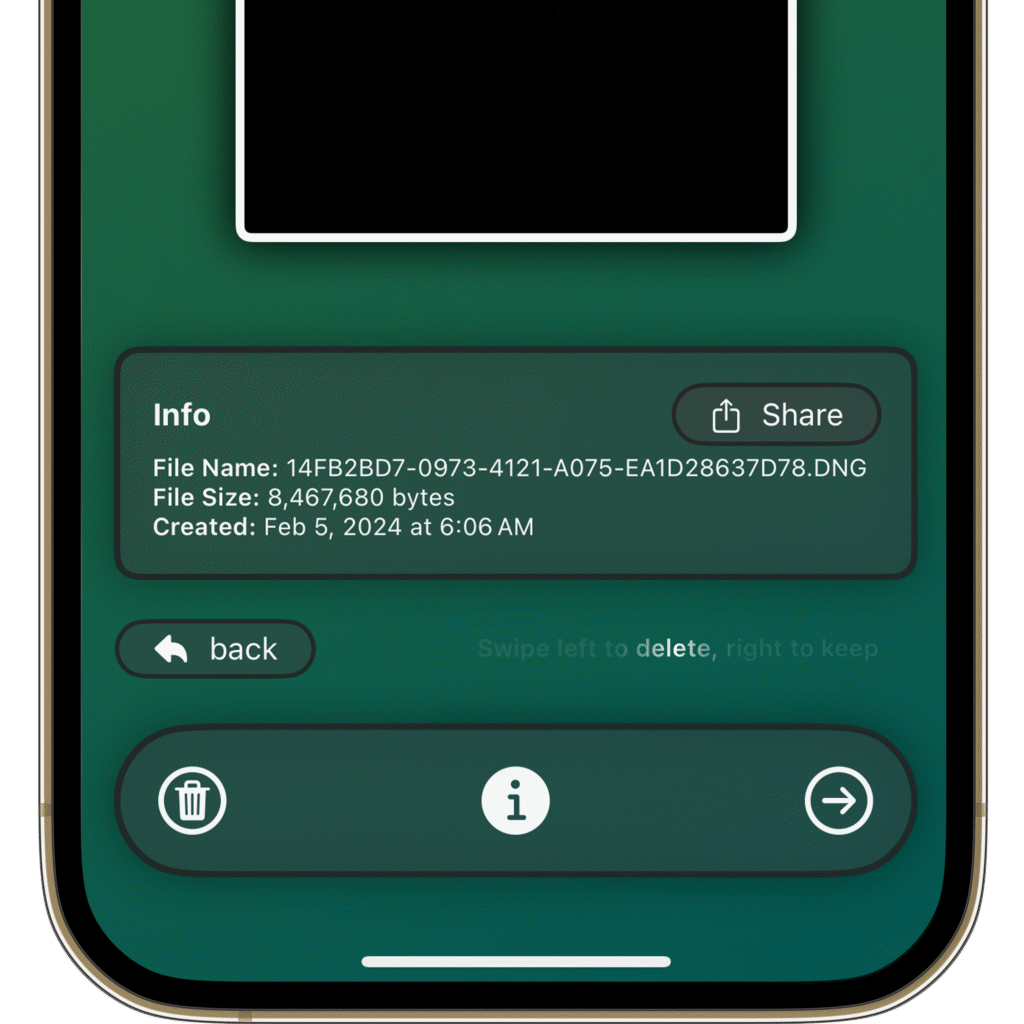 Info
Share
File Name: 14FB2BD7-0973-4121-A075-EA1D28637D78.DNG
File Size: 8,467,680 bytes
Created: Feb 5, 2024 at 6:06 AM
back
Swipe left to delete, right to keep